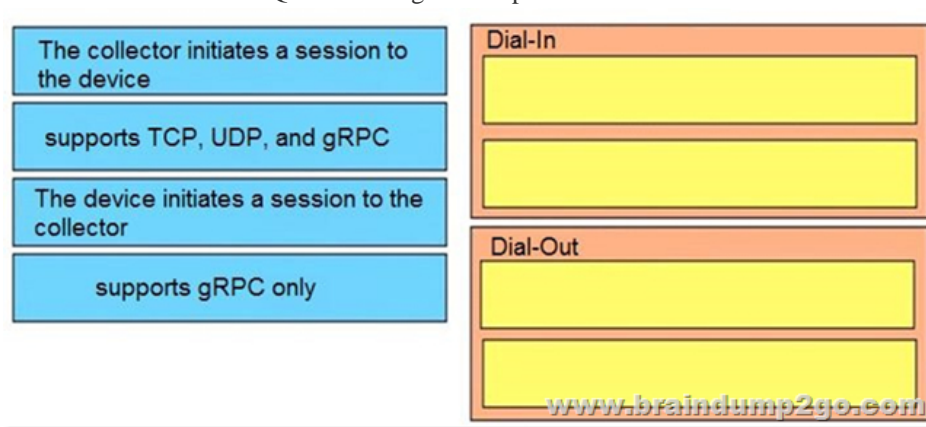 The collector initiates a session to
the device
supports TCP, UDP, and gRPC
The device initiates a session to the
collector
supports gRPC only
Dial-In
Dial-Out
www.braindump2go.com